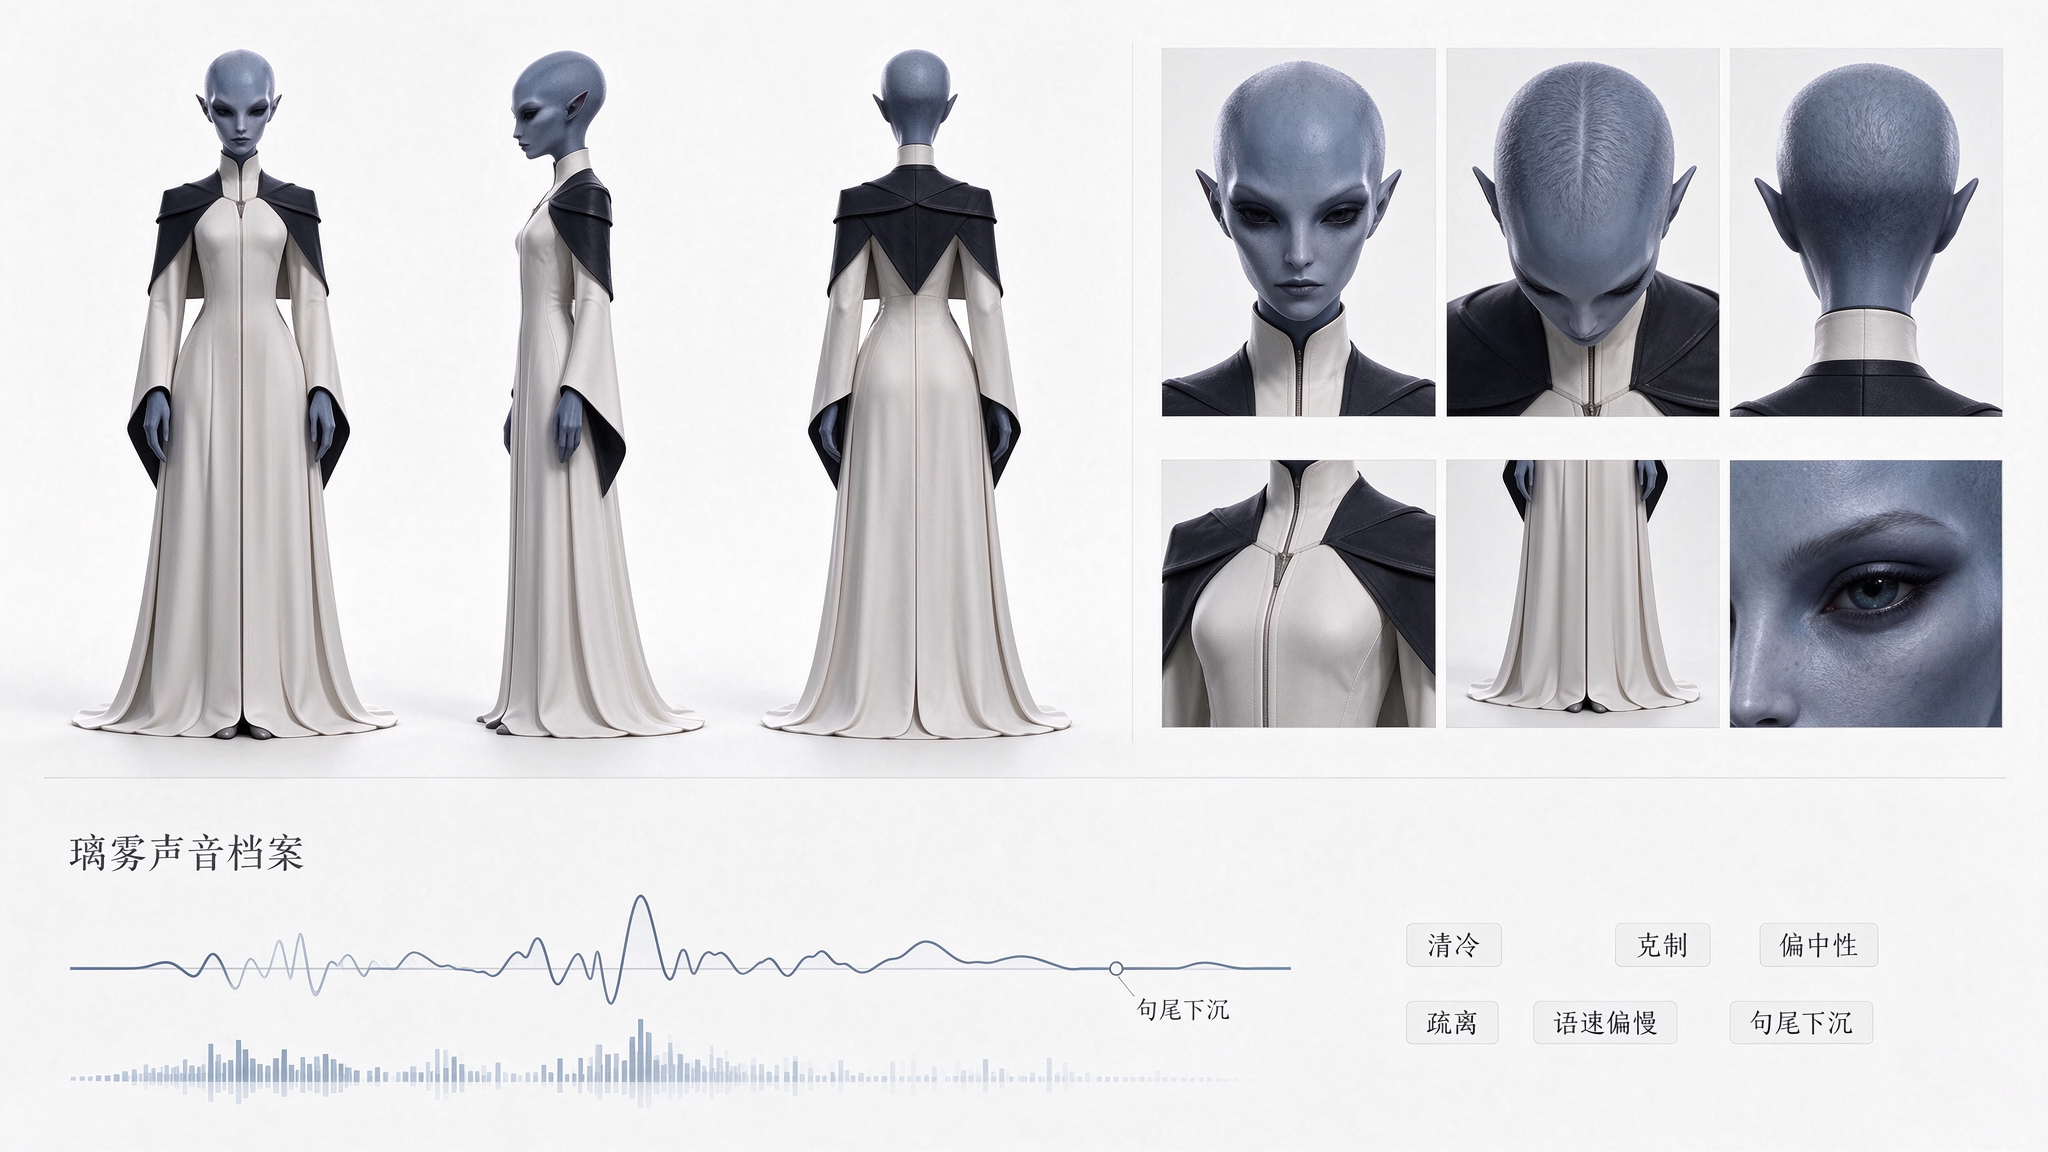 璃雾声音档案
句尾下沉
清冷 克制 偏中性
疏离 语速偏慢 句尾下沉